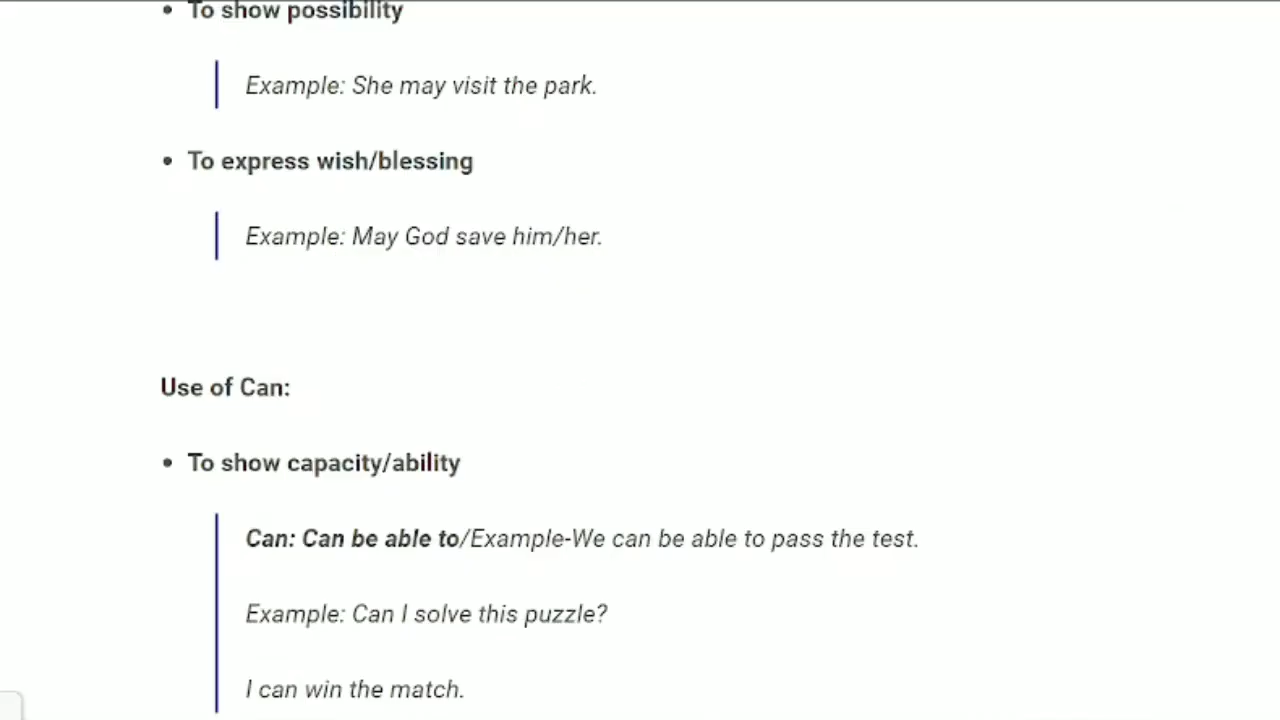 • To show possibility
Example: She may visit the park.
• To express wish/blessing
Example: May God save him/her.
Use of Can:
• To show capacity/ability
Can: Can be able to/Example-We can be able to pass the test.
Example: Can I solve this puzzle?
I can win the match.